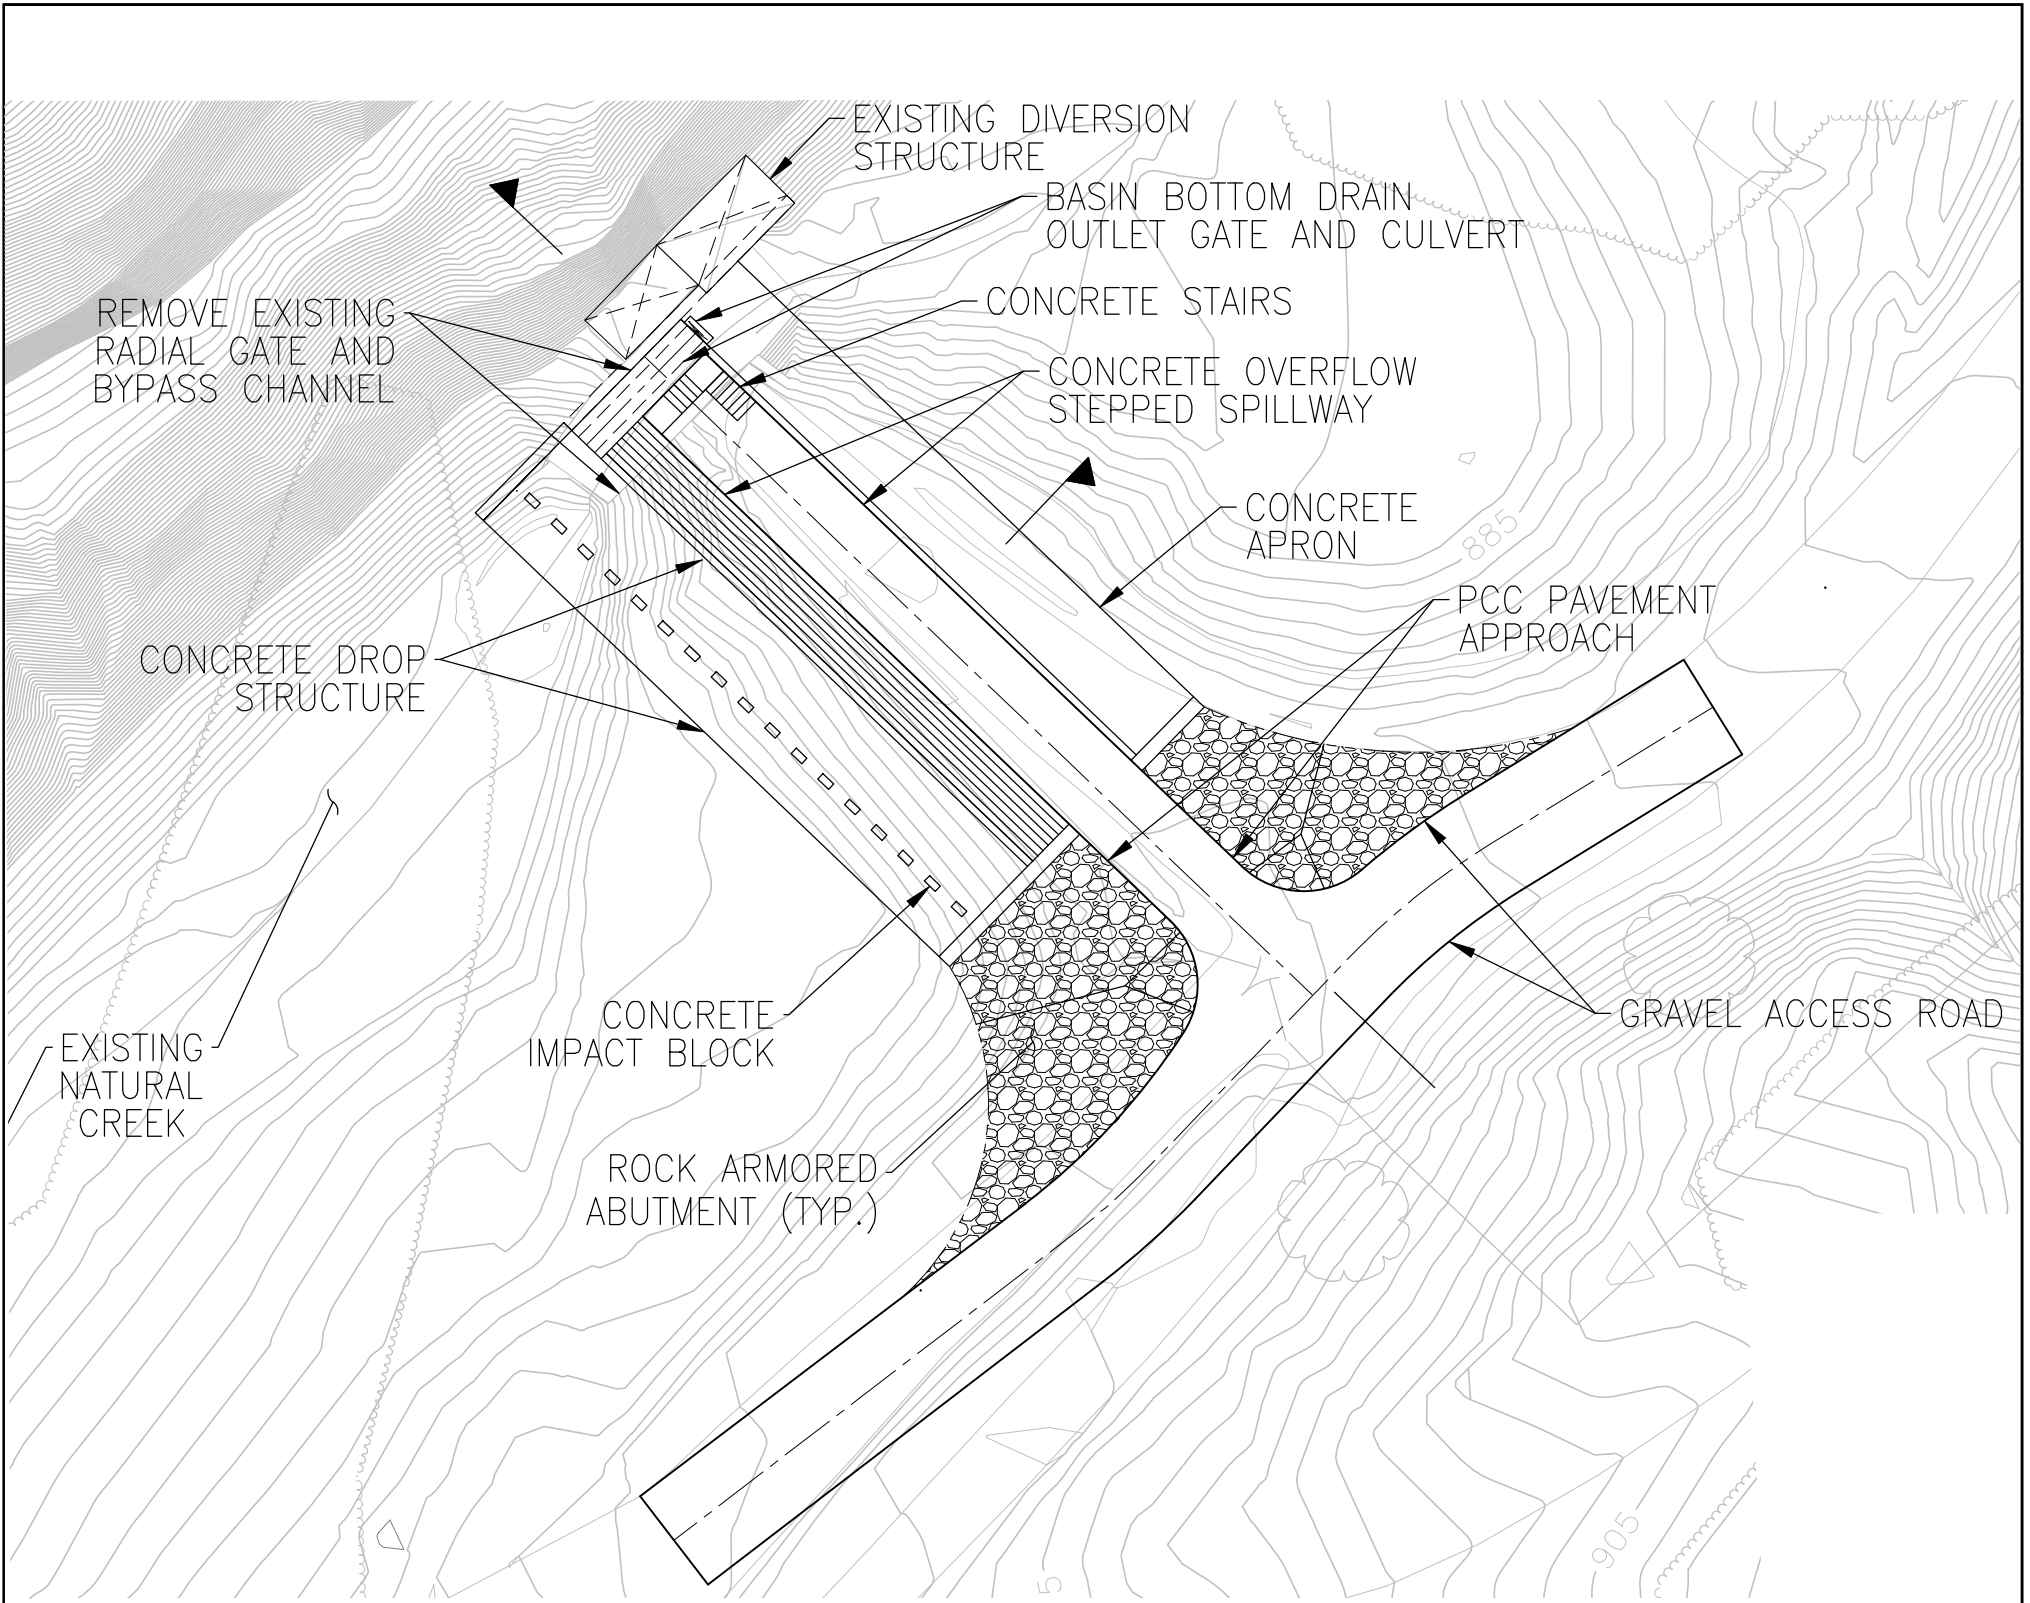 EXISTING DIVERSION
STRUCTURE
BASIN BOTTOM DRAIN
OUTLET GATE AND CULVERT
CONCRETE STAIRS
REMOVE EXISTING
RADIAL GATE AND
BYPASS CHANNEL
CONCRETE OVERFLOW
STEPPED SPILLWAY
CONCRETE
APRON
885
PCC PAVEMENT
APPROACH
CONCRETE DROP
STRUCTURE
CONCRETE
IMPACT BLOCK
GRAVEL ACCESS ROAD
EXISTING
NATURAL
CREEK
ROCK ARMORED
ABUTMENT (TYP.)
905
5